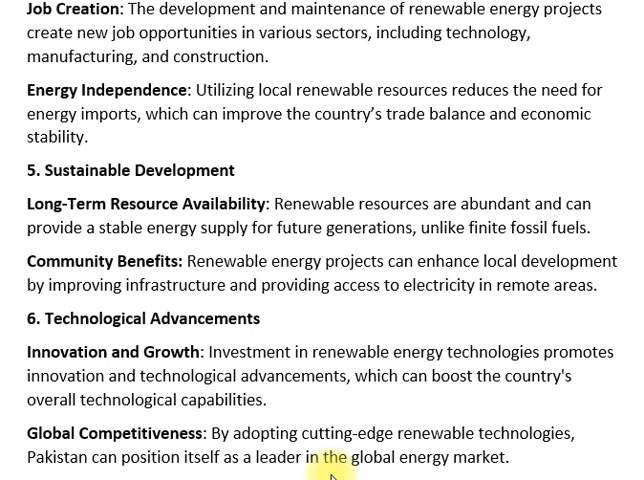 Job Creation: The development and maintenance of renewable energy projects
create new job opportunities in various sectors, including technology,
manufacturing, and construction.
Energy Independence: Utilizing local renewable resources reduces the need for
energy imports, which can improve the country’s trade balance and economic
stability.
5. Sustainable Development
Long-Term Resource Availability: Renewable resources are abundant and can
provide a stable energy supply for future generations, unlike finite fossil fuels.
Community Benefits: Renewable energy projects can enhance local development
by improving infrastructure and providing access to electricity in remote areas.
6. Technological Advancements
Innovation and Growth: Investment in renewable energy technologies promotes
innovation and technological advancements, which can boost the country's
overall technological capabilities.
Global Competitiveness: By adopting cutting-edge renewable technologies,
Pakistan can position itself as a leader in the global energy market.